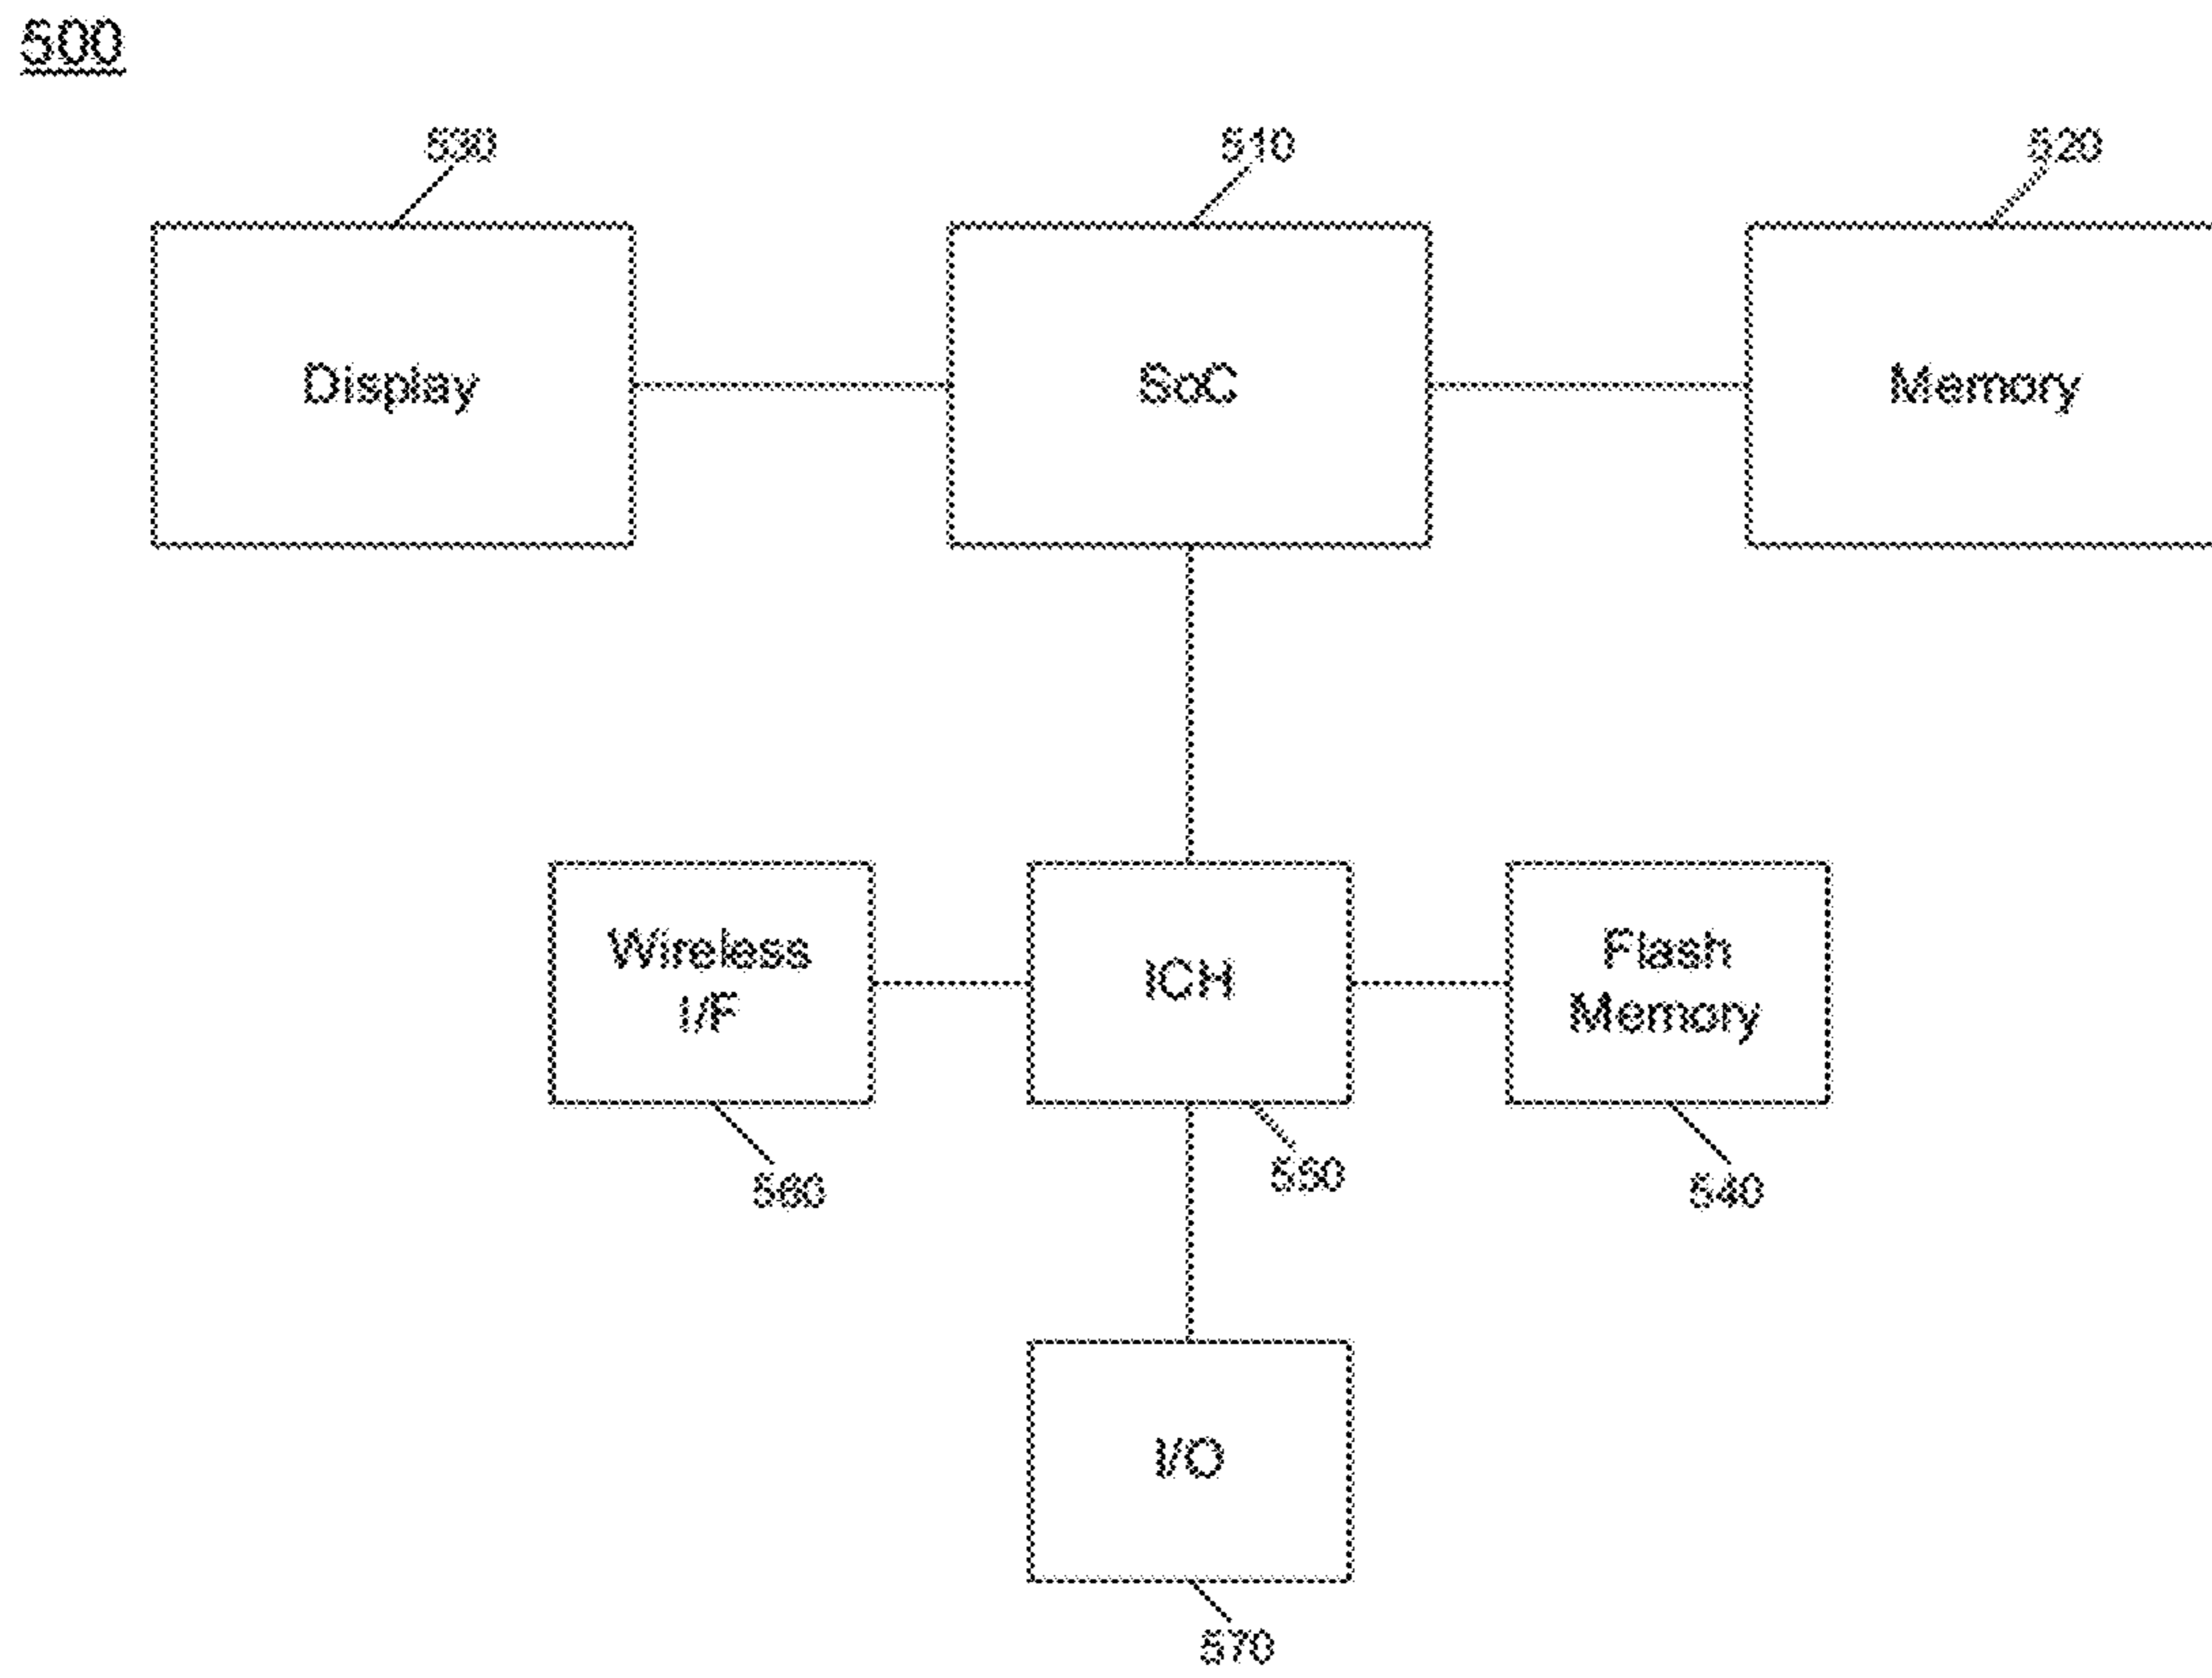 500
530
510
520
Display
SoC
Memory
Wireless
I/F
ICH
Flash
Memory
560
550
540
I/O
570